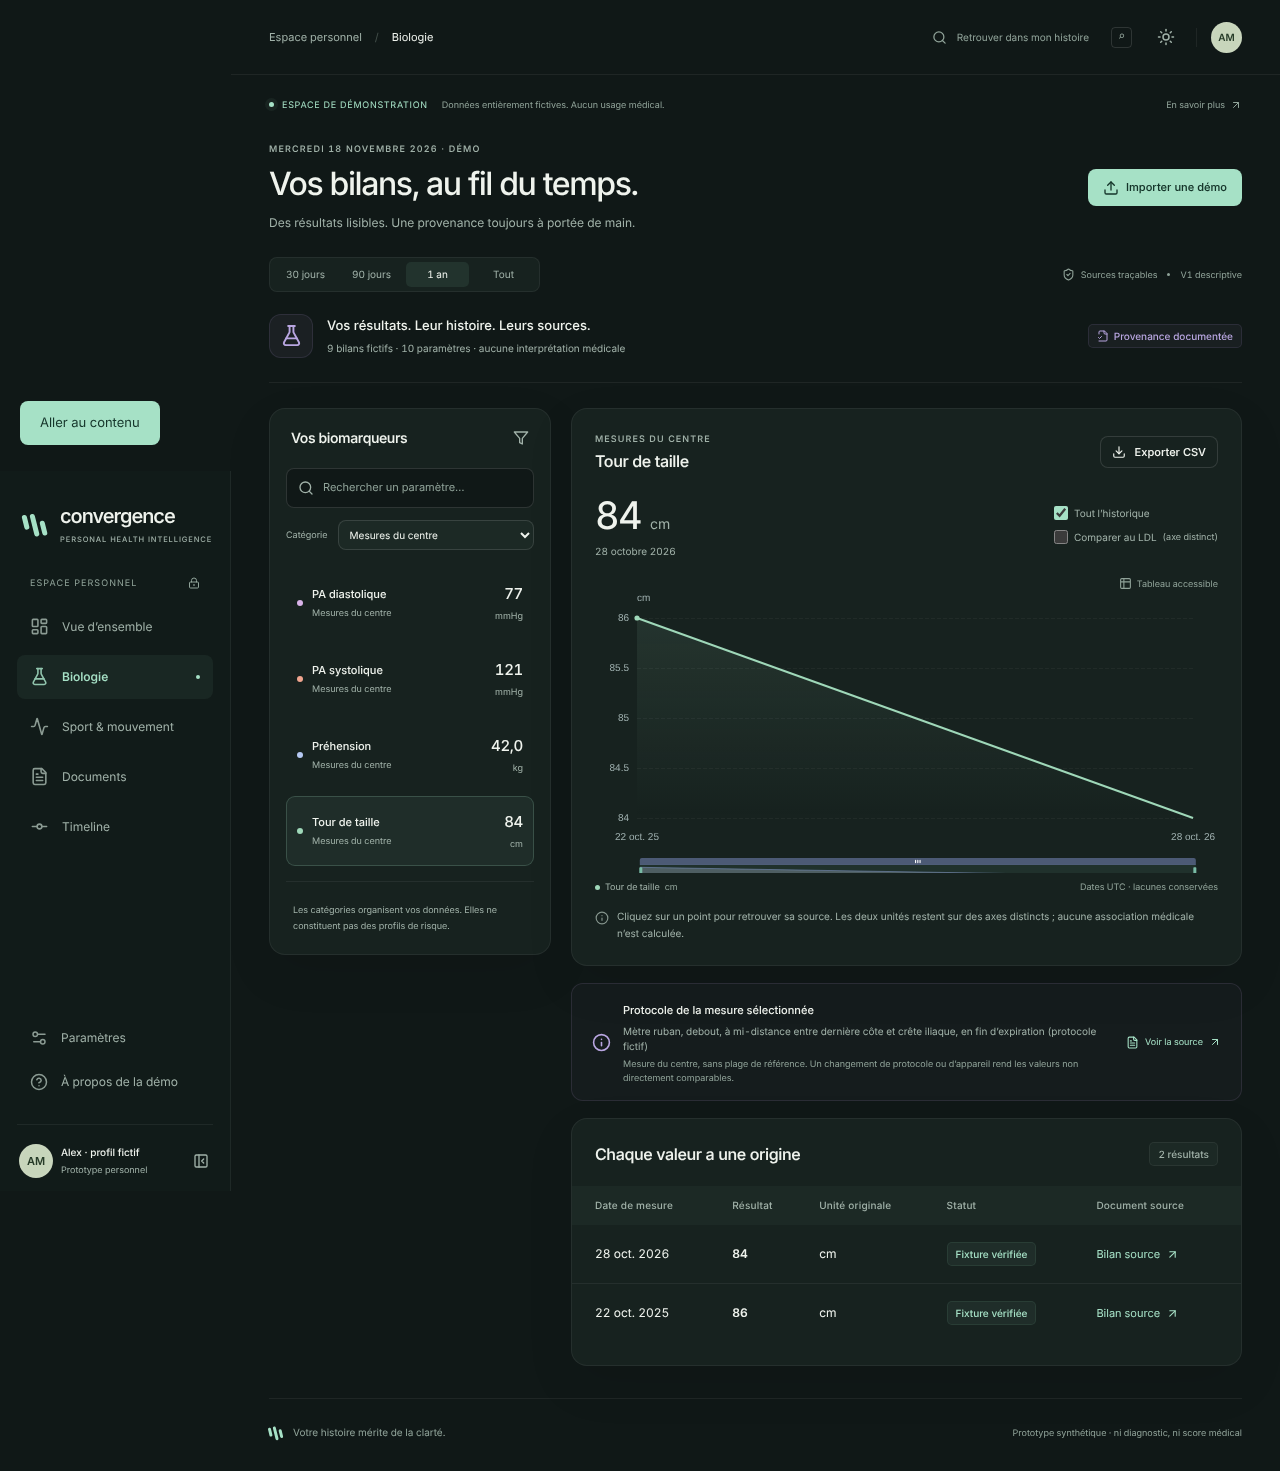 Espace personnel / Biologie
Retrouver dans mon histoire
AM
ESPACE DE DÉMONSTRATION
Données entièrement fictives. Aucun usage médical.
En savoir plus
MERCREDI 18 NOVEMBRE 2026 · DÉMO
Vos bilans, au fil du temps.
Des résultats lisibles. Une provenance toujours à portée de main.
Importer une démo
30 jours
90 jours
1 an
Tout
Sources traçables • V1 descriptive
Vos résultats. Leur histoire. Leurs sources.
9 bilans fictifs · 10 paramètres · aucune interprétation médicale
Provenance documentée
Aller au contenu
convergence
PERSONAL HEALTH INTELLIGENCE
ESPACE PERSONNEL
Vue d’ensemble
Biologie
Sport & mouvement
Documents
Timeline
Paramètres
À propos de la démo
AM
Alex · profil fictif
Prototype personnel
Vos biomarqueurs
Rechercher un paramètre…
Catégorie
Mesures du centre
PA diastolique
Mesures du centre
77
mmHg
PA systolique
Mesures du centre
121
mmHg
Préhension
Mesures du centre
42,0
kg
Tour de taille
Mesures du centre
84
cm
Les catégories organisent vos données. Elles ne
constituent pas des profils de risque.
MESURES DU CENTRE
Tour de taille
Exporter CSV
84 cm
28 octobre 2026
Tout l’historique
Comparer au LDL (axe distinct)
Tableau accessible
cm
86
85.5
85
84.5
84
22 oct. 25
28 oct. 26
Tour de taille cm
Dates UTC · lacunes conservées
Cliquez sur un point pour retrouver sa source. Les deux unités restent sur des axes distincts ; aucune association médicale
n’est calculée.
Protocole de la mesure sélectionnée
Mètre ruban, debout, à mi-distance entre dernière côte et crête iliaque, en fin d’expiration (protocole
fictif)
Mesure du centre, sans plage de référence. Un changement de protocole ou d’appareil rend les valeurs non
directement comparables.
Voir la source
Chaque valeur a une origine
2 résultats
Date de mesure
Résultat
Unité originale
Statut
Document source
28 oct. 2026
84
cm
Fixture vérifiée
Bilan source
22 oct. 2025
86
cm
Fixture vérifiée
Bilan source
Votre histoire mérite de la clarté.
Prototype synthétique · ni diagnostic, ni score médical